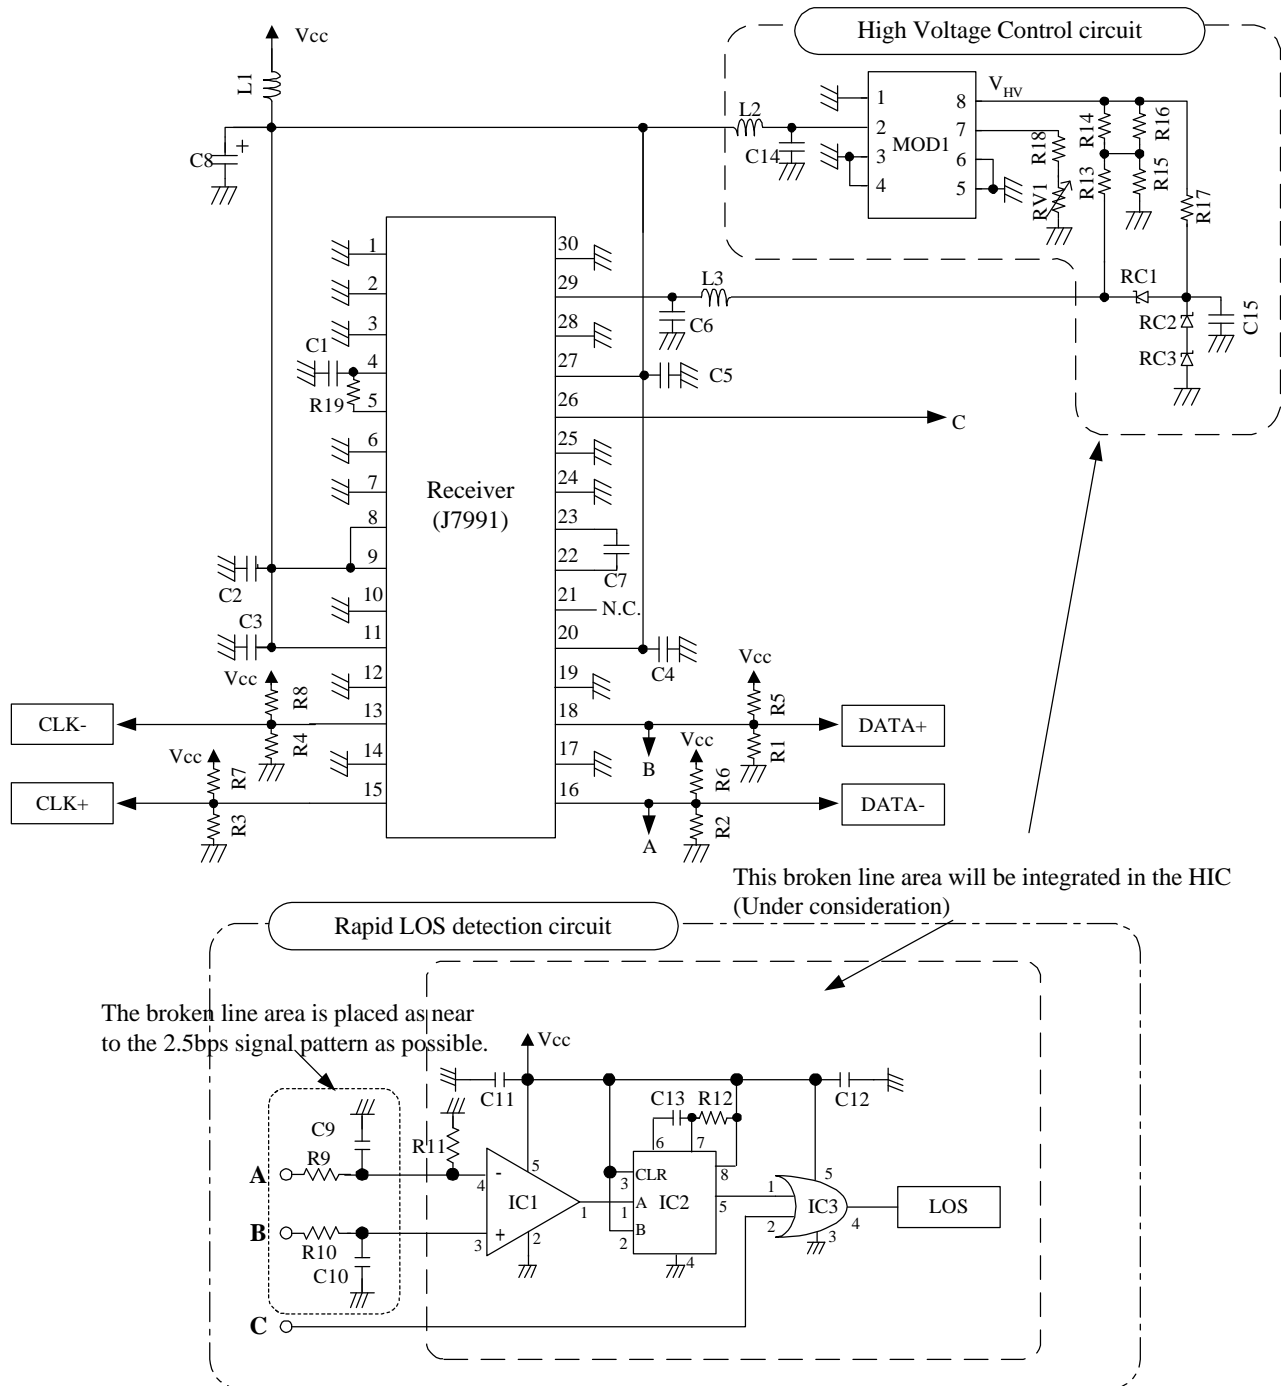 High Voltage Control circuit
Vcc
L1
C8
+
L2
C14
MOD1
1
2
3
4
8
7
6
5
VHV
R18
RV1
R14
R16
R13
R15
R17
RC1
RC2
RC3
C15
L3
C6
C5
C
Receiver
(J7991)
1
2
3
4
5
6
7
8
9
10
11
12
13
14
15
30
29
28
27
26
25
24
23
22
21
20
19
18
17
16
C1
R19
C2
C3
C7
N.C.
C4
Vcc
R8
R4
CLK-
Vcc
R7
R3
CLK+
Vcc
R5
R1
DATA+
B
Vcc
R6
R2
DATA-
A
This broken line area will be integrated in the HIC
(Under consideration)
Rapid LOS detection circuit
The broken line area is placed as near
to the 2.5bps signal pattern as possible.
Vcc
C11
C13
R12
C12
C9
R9
R11
A
B
R10
C10
C
-
+
IC1
4
3
5
2
1
CLR
A
B
IC2
3
1
2
6
7
8
5
4
IC3
1
2
5
3
4
LOS